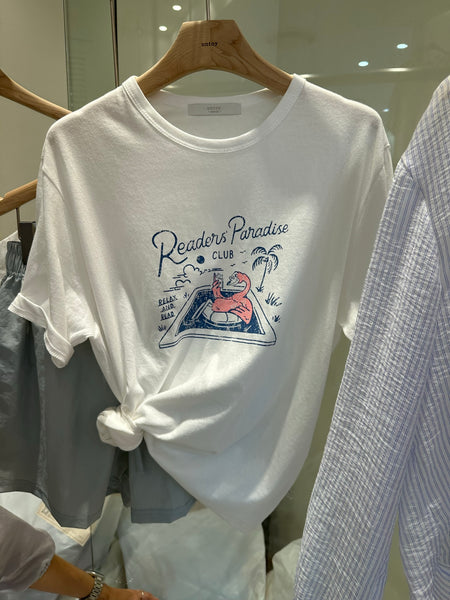 Readers' Paradise
CLUB
RELAX
AND
READ